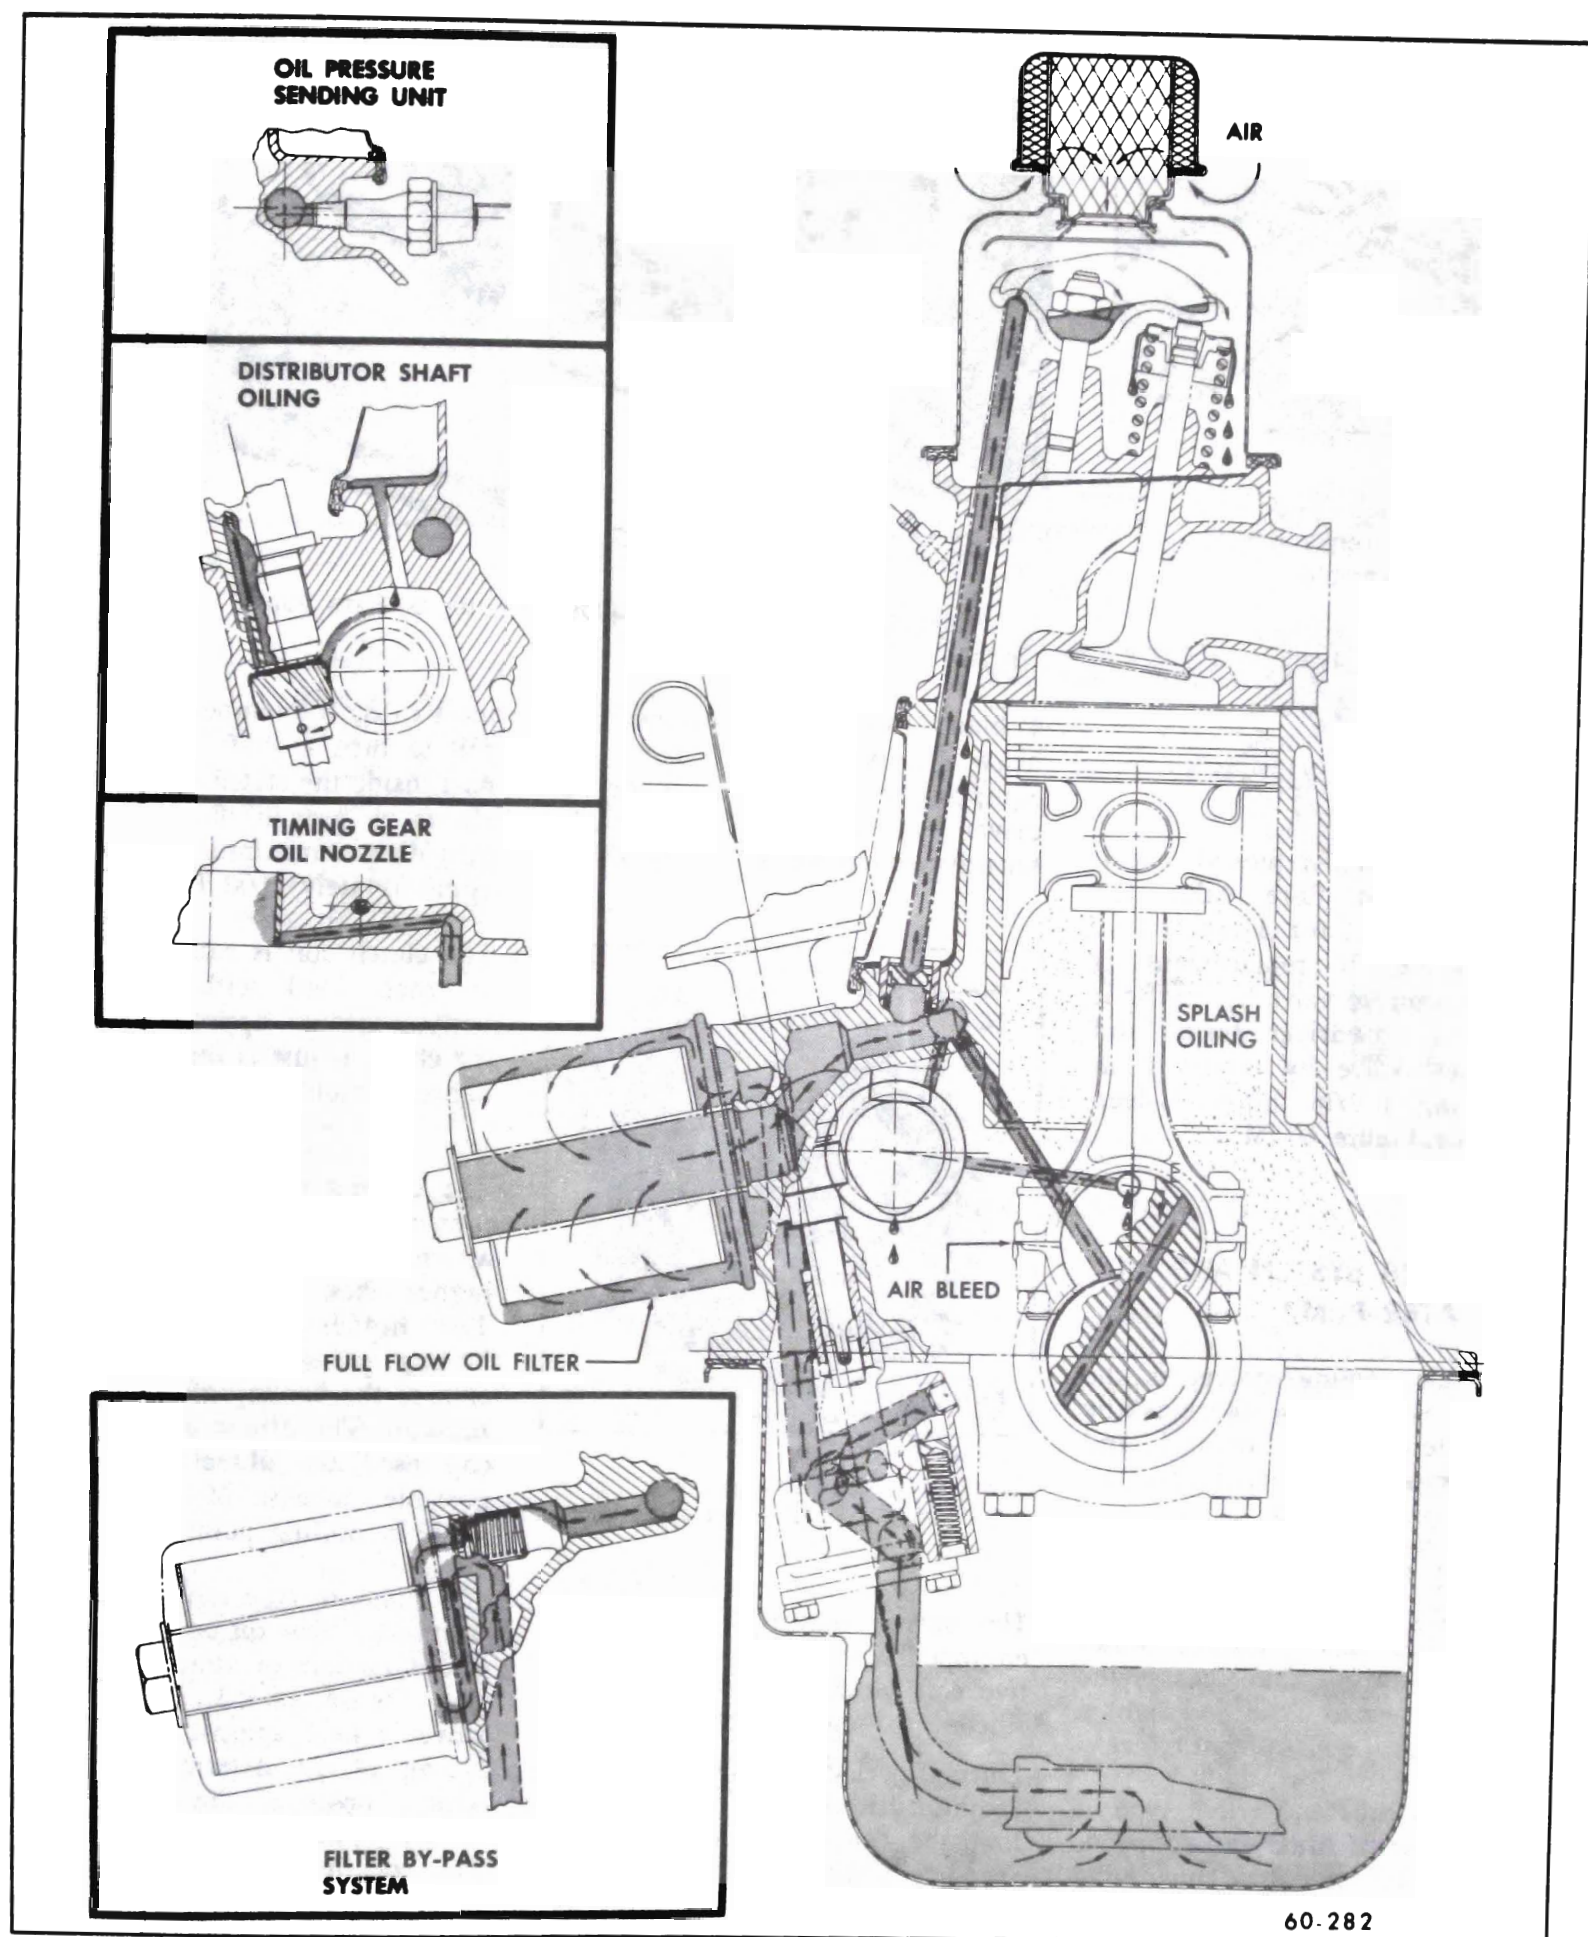 OIL PRESSURE
SENDING UNIT
AIR
DISTRIBUTOR SHAFT
OILING
TIMING GEAR
OIL NOZZLE
SPLASH
OILING
AIR BLEED
FULL FLOW OIL FILTER
FILTER BY-PASS
SYSTEM
60-282